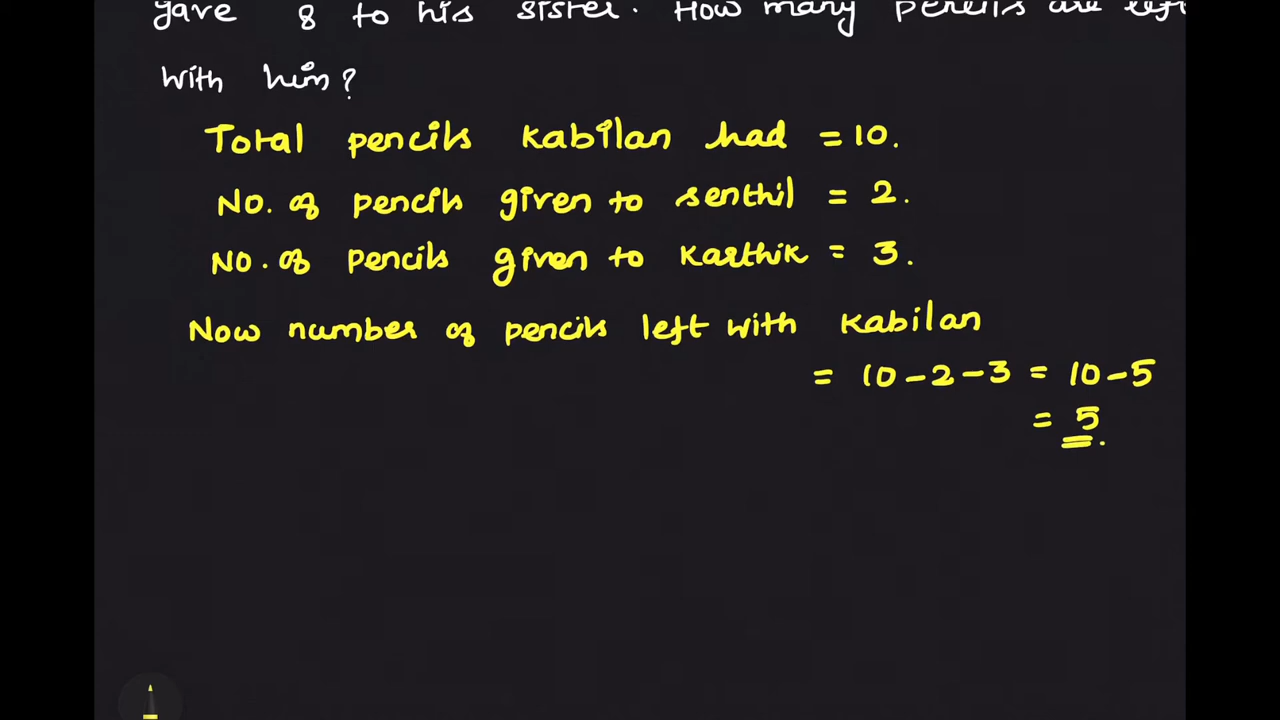 gave 8 to his sister. How many pencils are left
with him?
Total pencils kabilan had = 10.
No. of pencils given to senthil = 2.
No. of pencils given to karthik = 3.
Now number of pencils left with kabilan
= 10 - 2 - 3 = 10 - 5
= 5.